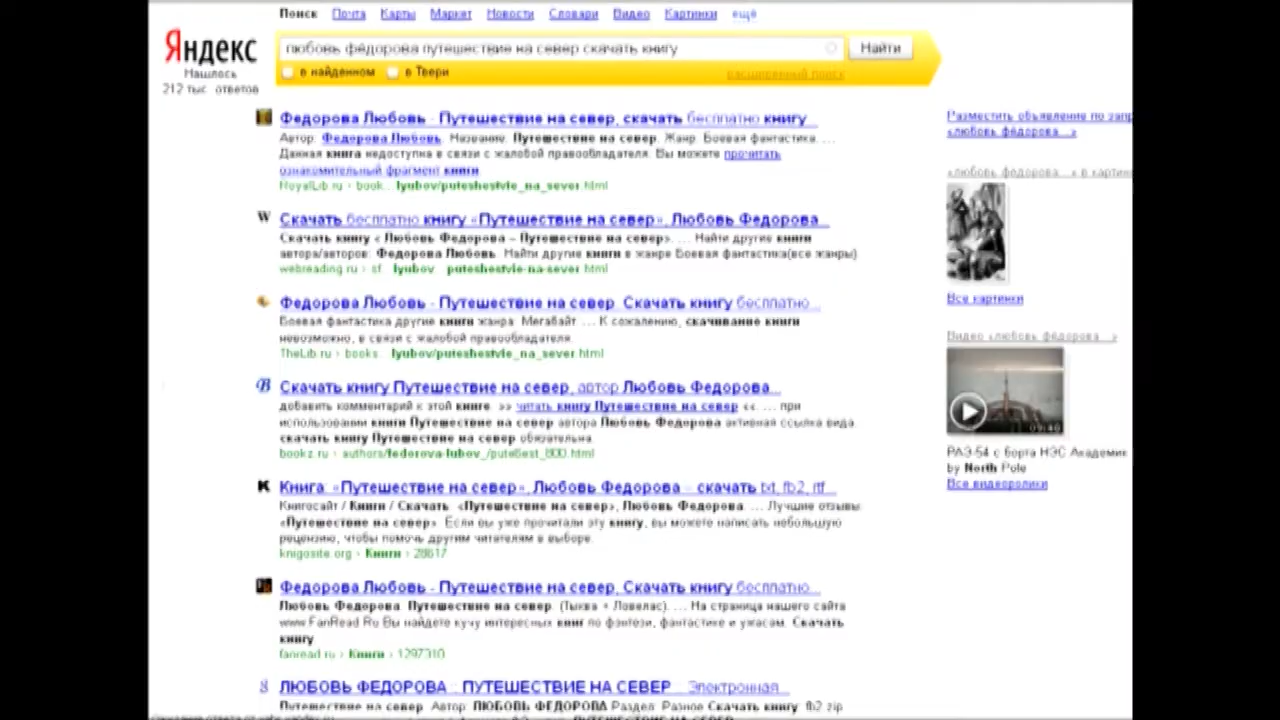 Поиск Почта Карты Маркет Новости Словари Видео Картинки ещё
Яндекс
любовь фёдорова путешествие на север скачать книгу
Найти
Нашлось
212 тыс. ответов
в найденном в Твери
расширенный поиск
Федорова Любовь - Путешествие на север, скачать бесплатно книгу...
Автор: Федорова Любовь. Название: Путешествие на север. Жанр: Боевая фантастика. ...
Данная книга недоступна в связи с жалобой правообладателя. Вы можете прочитать
ознакомительный фрагмент книги
RoyalLib.ru › book... lyubov/puteshestvie_na_sever.html
Скачать бесплатно книгу «Путешествие на север», Любовь Федорова...
Скачать книгу « Любовь Федорова – Путешествие на север». ... Найти другие книги
автора/авторов: Федорова Любовь. Найти другие книги в жанре Боевая фантастика(все жанры)
webreading.ru › sf... lyubov... puteshestvie-na-sever.html
Федорова Любовь - Путешествие на север. Скачать книгу бесплатно...
Боевая фантастика другие книги жанра: Мегабайт ... К сожалению, скачивание книги
невозможно, в связи с жалобой правообладателя.
TheLib.ru › books... lyubov/puteshestvie_na_sever.html
Скачать книгу Путешествие на север, автор Любовь Федорова...
добавить комментарий к этой книге. >> читать книгу Путешествие на север << ... при
использовании книги Путешествие на север автора Любовь Федорова активная ссылка вида:
скачать книгу Путешествие на север обязательна.
Книга: «Путешествие на север», Любовь Федорова - скачать txt, fb2, rtf...
Книгосайт / Книги / Скачать «Путешествие на север», Любовь Федорова. ... Лучшие отзывы
«Путешествие на север». Если вы уже прочитали эту книгу, вы можете написать небольшую
рецензию, чтобы помочь другим читателям в выборе.
knigosite.org › Книги › 28617
Федорова Любовь - Путешествие на север, Скачать книгу бесплатно...
Любовь Федорова. Путешествие на север. (Тыква + Ловелас). ... На страница нашего сайта
www.FanRead.Ru Вы найдете кучу интересных книг по фэнтези, фантастике и ужасам. Скачать
книгу
fanread.ru › Книги › 1297310
ЛЮБОВЬ ФЕДОРОВА :: ПУТЕШЕСТВИЕ НА СЕВЕР :: Электронная...
Путешествие на север. Автор: ЛЮБОВЬ ФЕДОРОВА Раздел: Разное Скачать книгу .fb2.zip
Разместить объявление по запр
«любовь фёдорова...»
«любовь фёдорова...» в картин
Все картинки
Видео «любовь фёдорова...»
09:40
РАЭ-54 с борта НЭС Академик
by North Pole
Все видеоролики